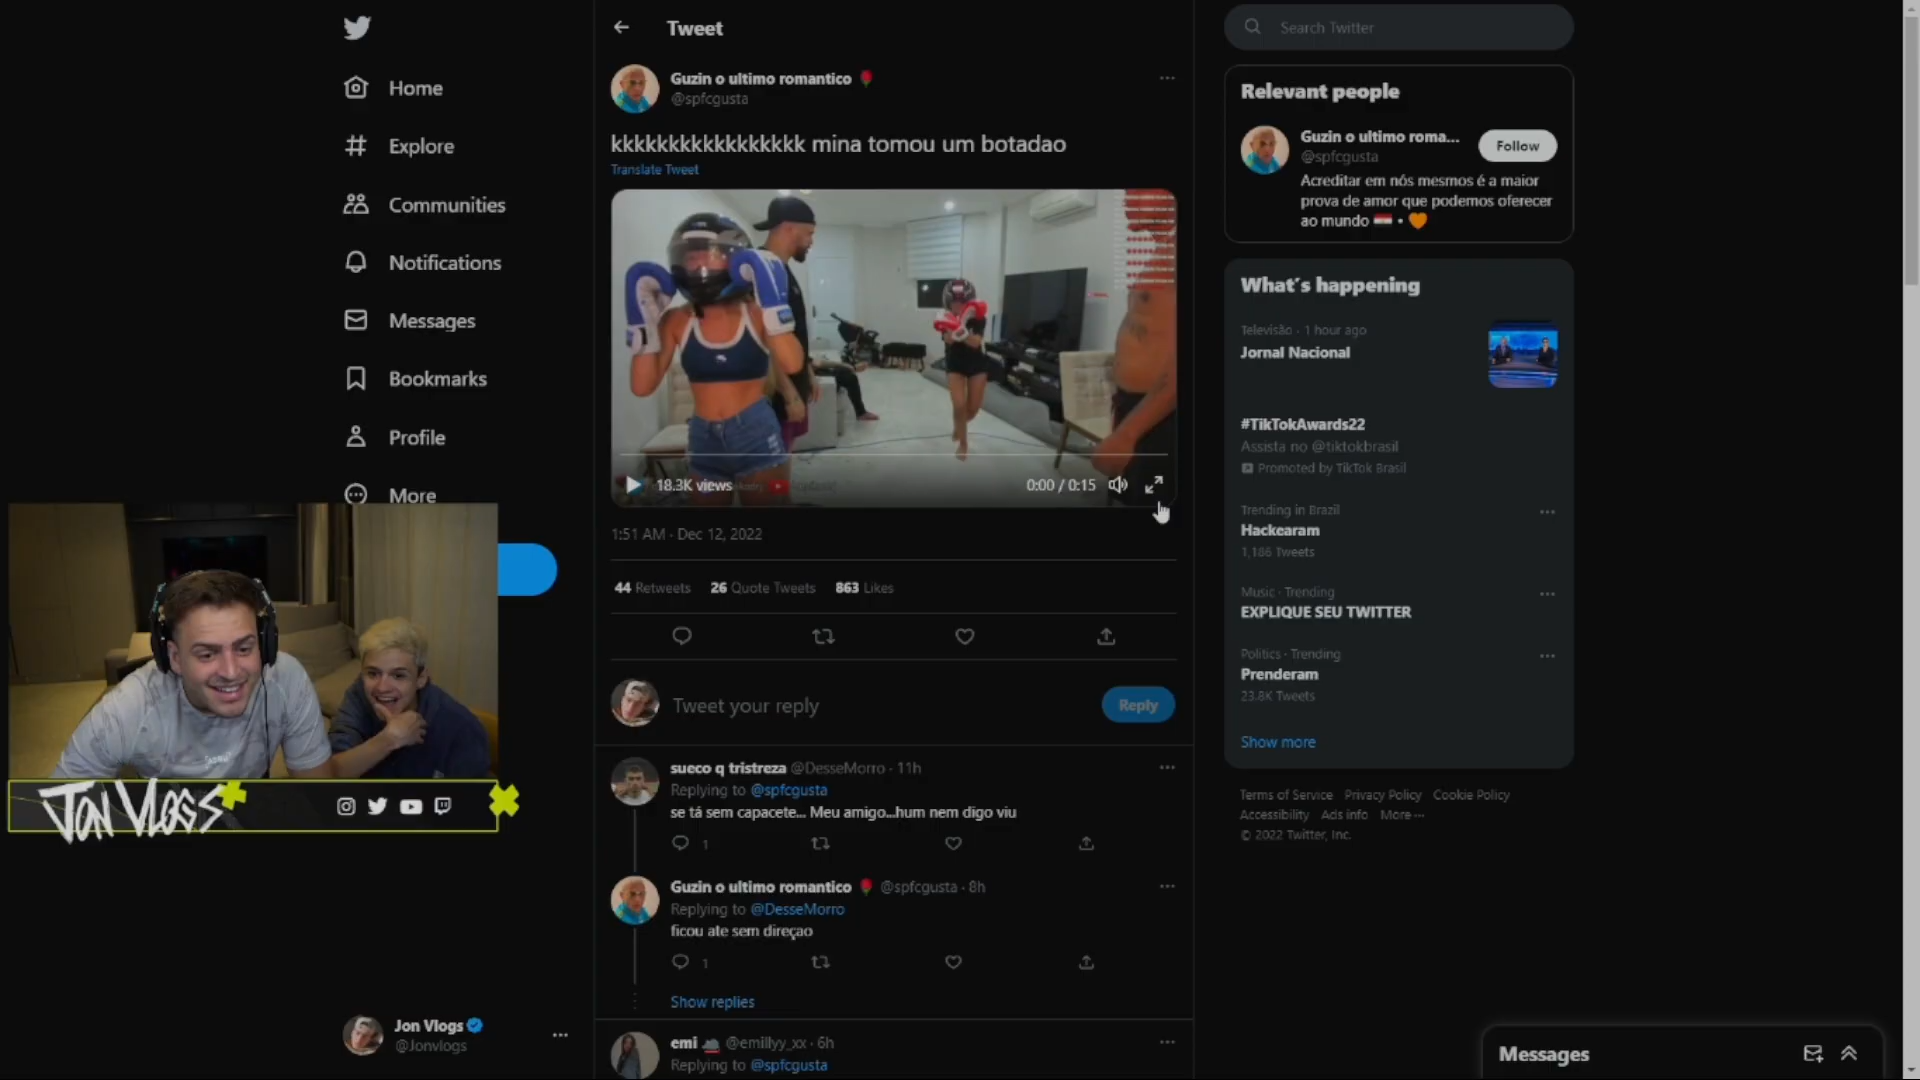 Tweet
Search Twitter
Home
Explore
Communities
Notifications
Messages
Bookmarks
Profile
More
Guzin o ultimo romantico
@spfcgusta
kkkkkkkkkkkkkkkkk mina tomou um botadao
Translate Tweet
18.3K views
0:00 / 0:15
1:51 AM · Dec 12, 2022
44 Retweets 26 Quote Tweets 863 Likes
Tweet your reply
Reply
sueco q tristreza @DesseMorro · 11h
Replying to @spfcgusta
se tá sem capacete... Meu amigo...hum nem digo viu
1
Guzin o ultimo romantico @spfcgusta · 8h
Replying to @DesseMorro
ficou ate sem direçao
1
Show replies
emi @emillyy_xx · 6h
Replying to @spfcgusta
Relevant people
Guzin o ultimo roma...
@spfcgusta
Follow
Acreditar em nós mesmos é a maior
prova de amor que podemos oferecer
ao mundo
What's happening
Televisão · 1 hour ago
Jornal Nacional
#TikTokAwards22
Assista no @tiktokbrasil
Promoted by TikTok Brasil
Trending in Brazil
Hackearam
1,186 Tweets
Music · Trending
EXPLIQUE SEU TWITTER
Politics · Trending
Prenderam
23.8K Tweets
Show more
Terms of Service Privacy Policy Cookie Policy
Accessibility Ads info More ···
© 2022 Twitter, Inc.
JON VLOGS
Jon Vlogs
@Jonvlogs
Messages